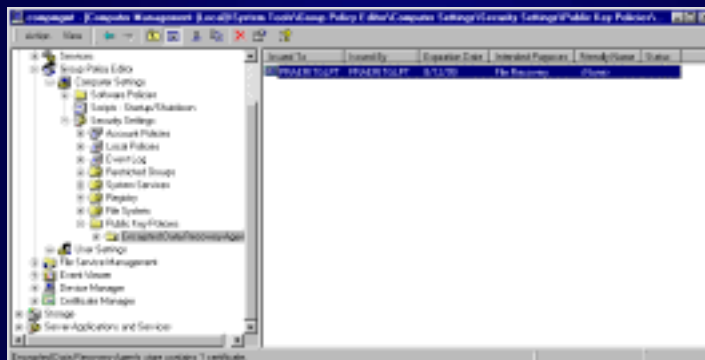 compmgmt - [Computer Management (Local)\System Tools\Group Policy Editor\Computer Settings\Security Settings\Public Key Policies\...
Action View
Services
Group Policy Editor
Computer Settings
Software Policies
Scripts - Startup/Shutdown
Security Settings
Account Policies
Local Policies
Event Log
Restricted Groups
System Services
Registry
File System
Public Key Policies
Encrypted Data Recovery Agen
User Settings
File Service Management
Event Viewer
Device Manager
Certificate Manager
Storage
Server Applications and Services
Issued To Issued By Expiration Date Intended Purposes Friendly Name Status
File Recovery <None>
Encrypted Data Recovery Agents store contains 1 certificate.